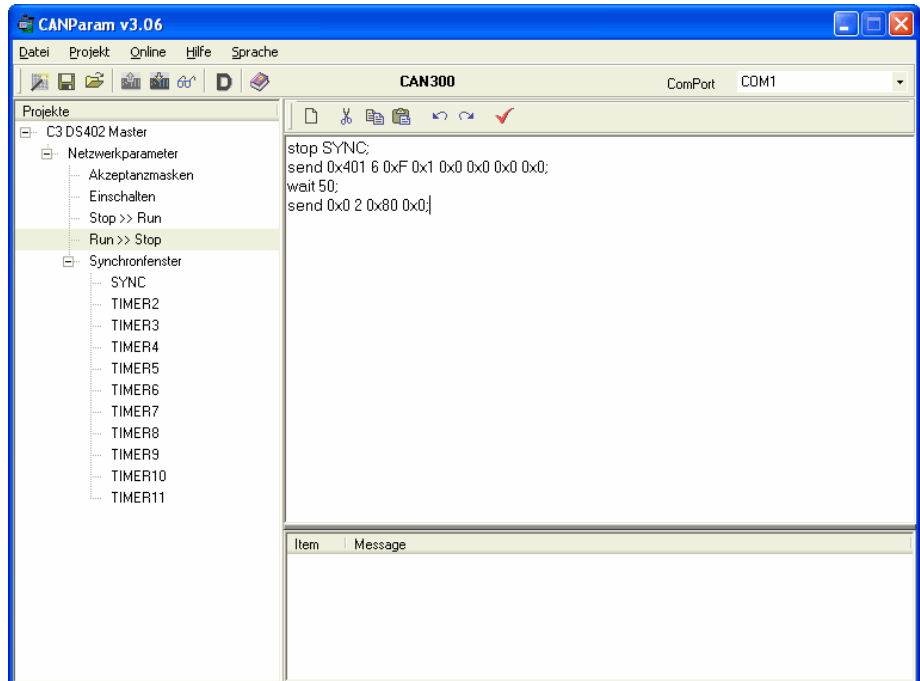 CANParam v3.06
Datei Projekt Online Hilfe Sprache
D CAN300 ComPort COM1
Projekte
C3 DS402 Master
Netzwerkparameter
Akzeptanzmasken
Einschalten
Stop >> Run
Run >> Stop
Synchronfenster
SYNC
TIMER2
TIMER3
TIMER4
TIMER5
TIMER6
TIMER7
TIMER8
TIMER9
TIMER10
TIMER11
stop SYNC;
send 0x401 6 0xF 0x1 0x0 0x0 0x0 0x0;
wait 50;
send 0x0 2 0x80 0x0;
Item Message